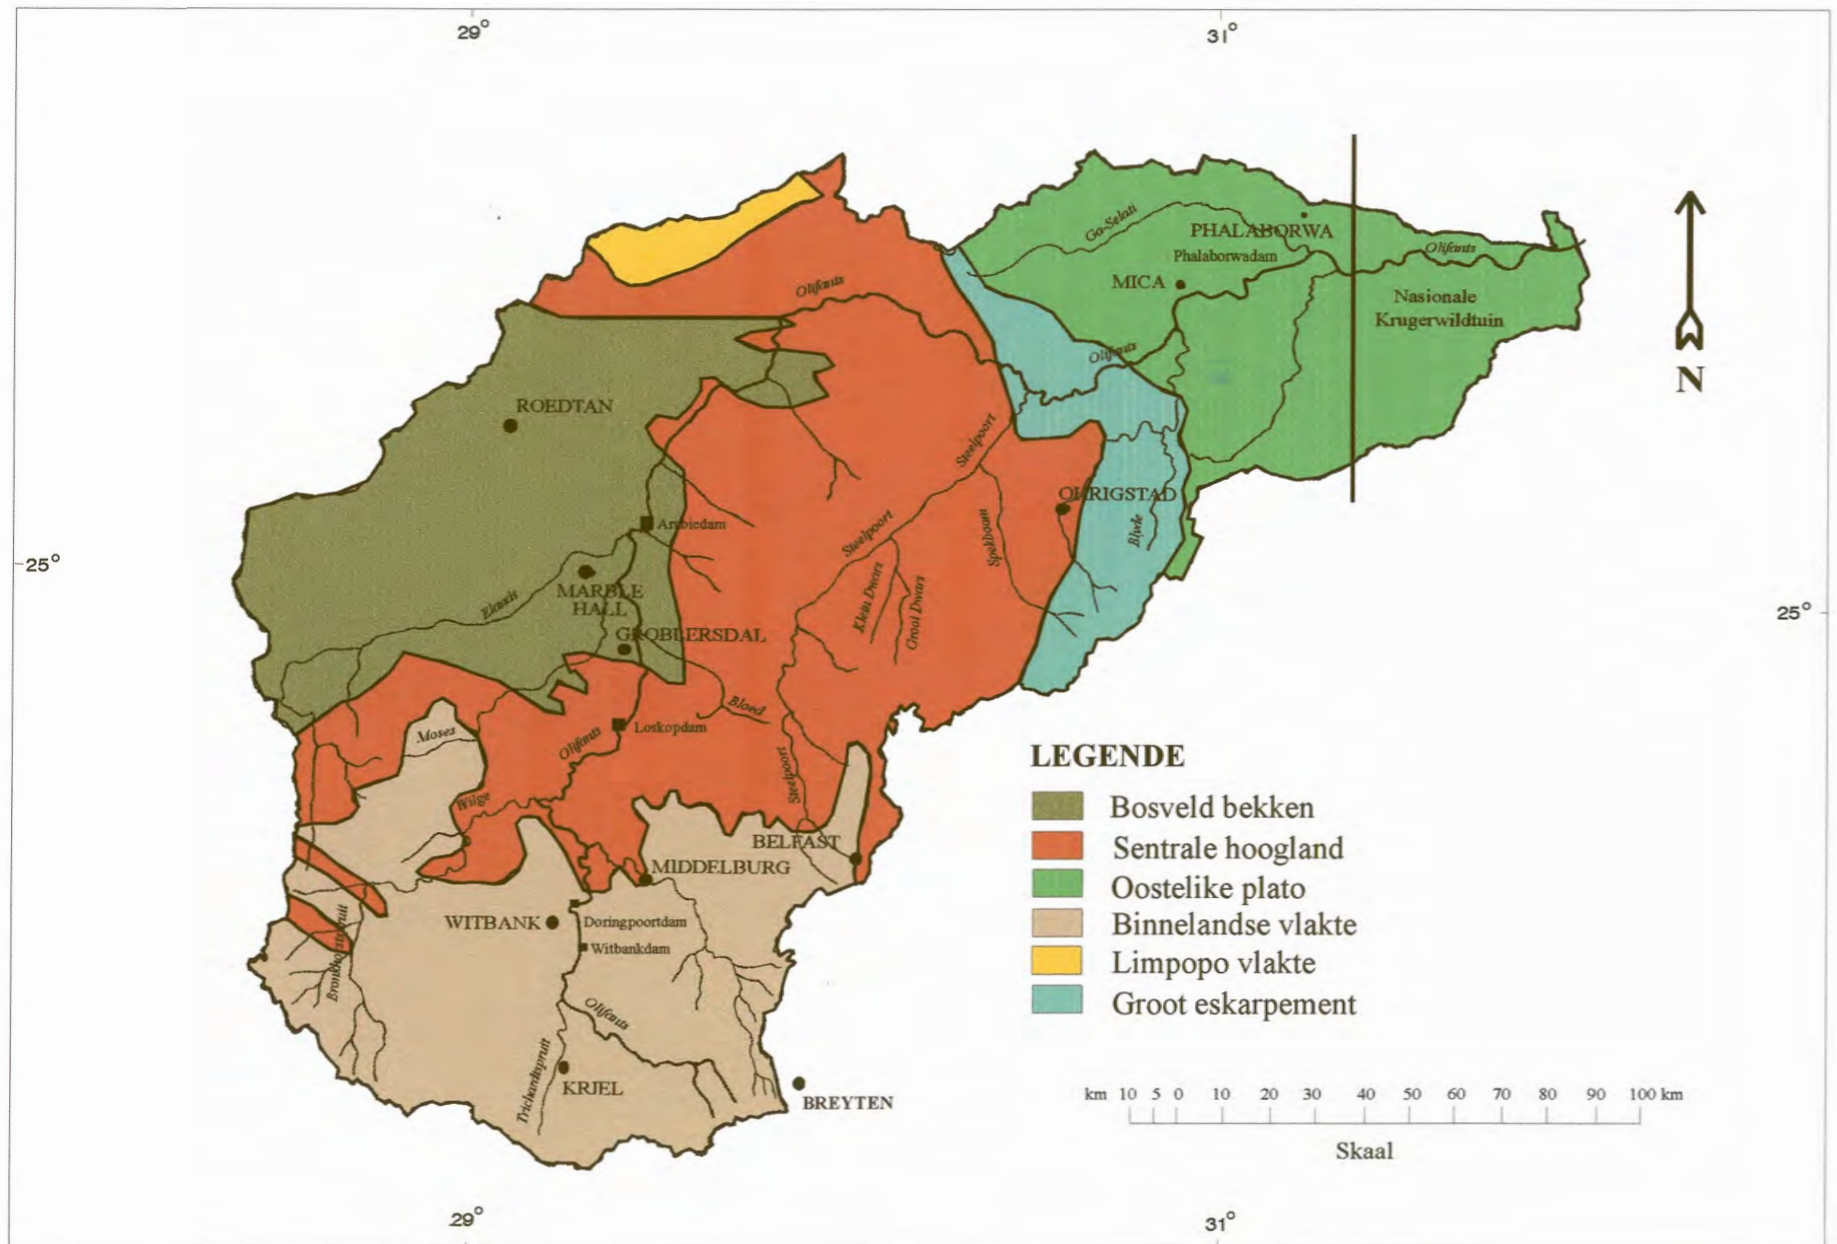 29°
31°
Ga-Selati
PHALABORWA
Phalaborwadam
Olifants
MICA
Nasionale
Krugerwildtuin
Olifants
Olifants
N
ROEDTAN
Steelpoort
OHRIGSTAD
Arabiedam
Steelpoort
Spekboom
Blyde
25°
MARBLE
HALL
Elands
Klein Dwars
Groot Dwars
25°
GROBLERSDAL
Bloed
Loskopdam
Moses
Olifants
Steelpoort
Wilge
BELFAST
MIDDELBURG
WITBANK
Doringpoortdam
Witbankdam
Bronkhorstspruit
Olifants
Trichardtspruit
KRIEL
BREYTEN
LEGENDE
Bosveld bekken
Sentrale hoogland
Oostelike plato
Binnelandse vlakte
Limpopo vlakte
Groot eskarpement
km 10 5 0 10 20 30 40 50 60 70 80 90 100 km
Skaal
29°
31°